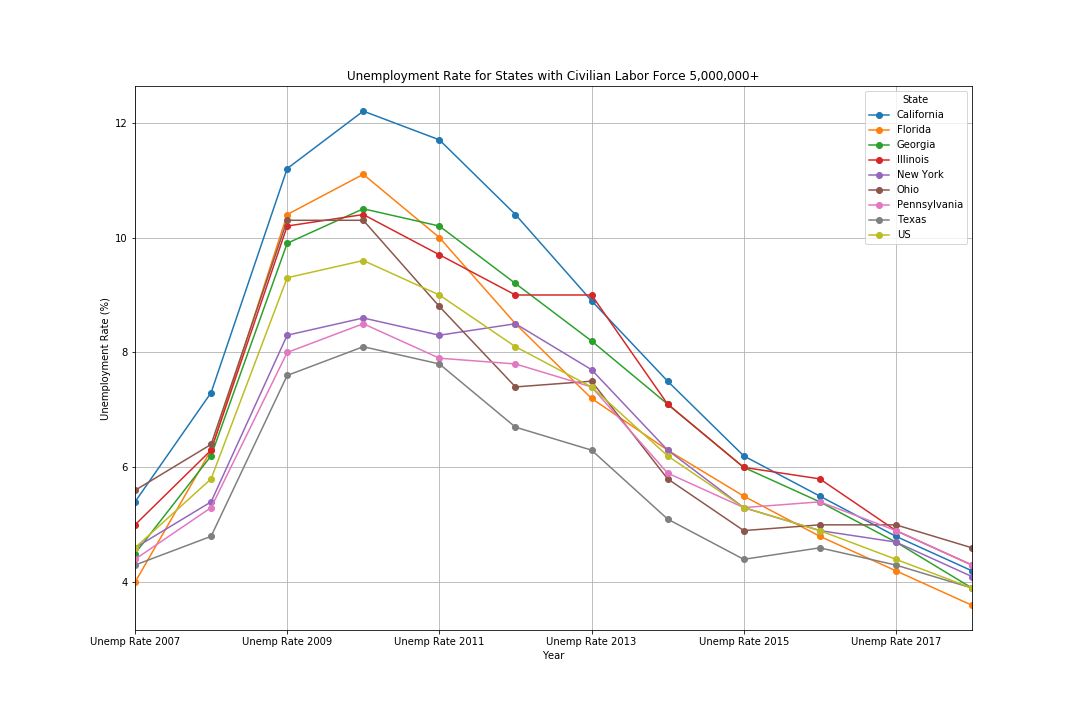 Unemployment Rate for States with Civilian Labor Force 5,000,000+
State
California
Florida
Georgia
Illinois
New York
Ohio
Pennsylvania
Texas
US
12
10
8
6
4
Unemployment Rate (%)
Unemp Rate 2007 Unemp Rate 2009 Unemp Rate 2011 Unemp Rate 2013 Unemp Rate 2015 Unemp Rate 2017
Year